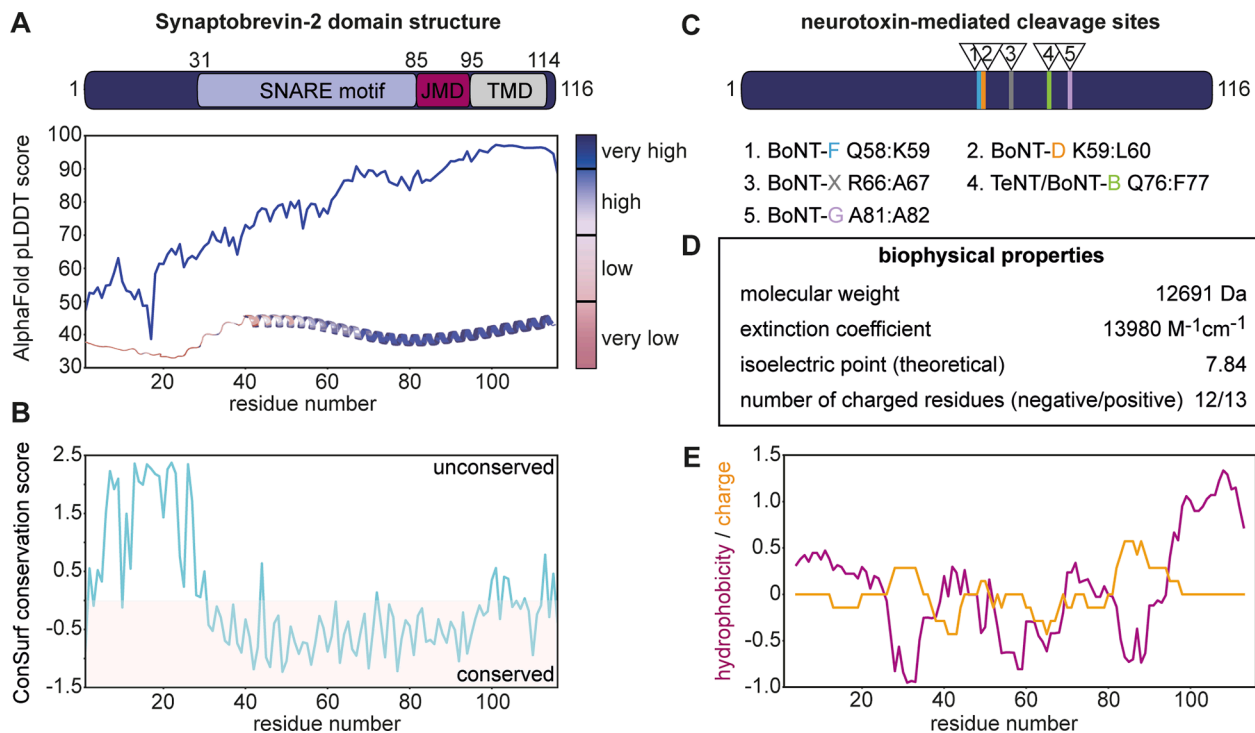 A
Synaptobrevin-2 domain structure
31
85
95
114
1
SNARE motif
JMD
TMD
116
100
90
80
70
60
50
40
30
AlphaFold pLDDT score
very high
high
low
very low
20
40
60
80
100
residue number
B
2.5
1.5
0.5
-0.5
-1.5
ConSurf conservation score
unconserved
conserved
20
40
60
80
100
residue number
C
neurotoxin-mediated cleavage sites
1
2
3
4
5
1
116
1. BoNT-F Q58:K59
2. BoNT-D K59:L60
3. BoNT-X R66:A67
4. TeNT/BoNT-B Q76:F77
5. BoNT-G A81:A82
D
biophysical properties
molecular weight 12691 Da
extinction coefficient 13980 M⁻¹cm⁻¹
isoelectric point (theoretical) 7.84
number of charged residues (negative/positive) 12/13
E
1.5
1.0
0.5
0
-0.5
-1.0
hydrophobicity / charge
20
40
60
80
100
residue number